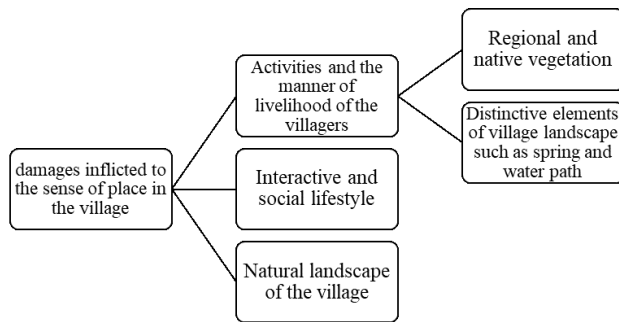 damages inflicted to
the sense of place in
the village
Activities and the
manner of
livelihood of the
villagers
Interactive and
social lifestyle
Natural landscape
of the village
Regional and
native vegetation
Distinctive elements
of village landscape
such as spring and
water path